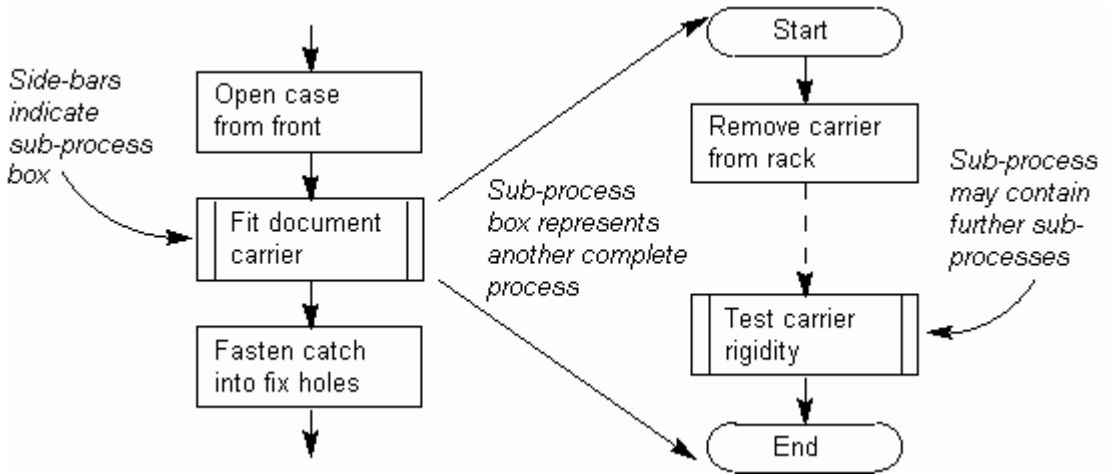 Side-bars
indicate
sub-process
box
Open case
from front
Fit document
carrier
Fasten catch
into fix holes
Sub-process
box represents
another complete
process
Start
Remove carrier
from rack
Test carrier
rigidity
End
Sub-process
may contain
further sub-
processes